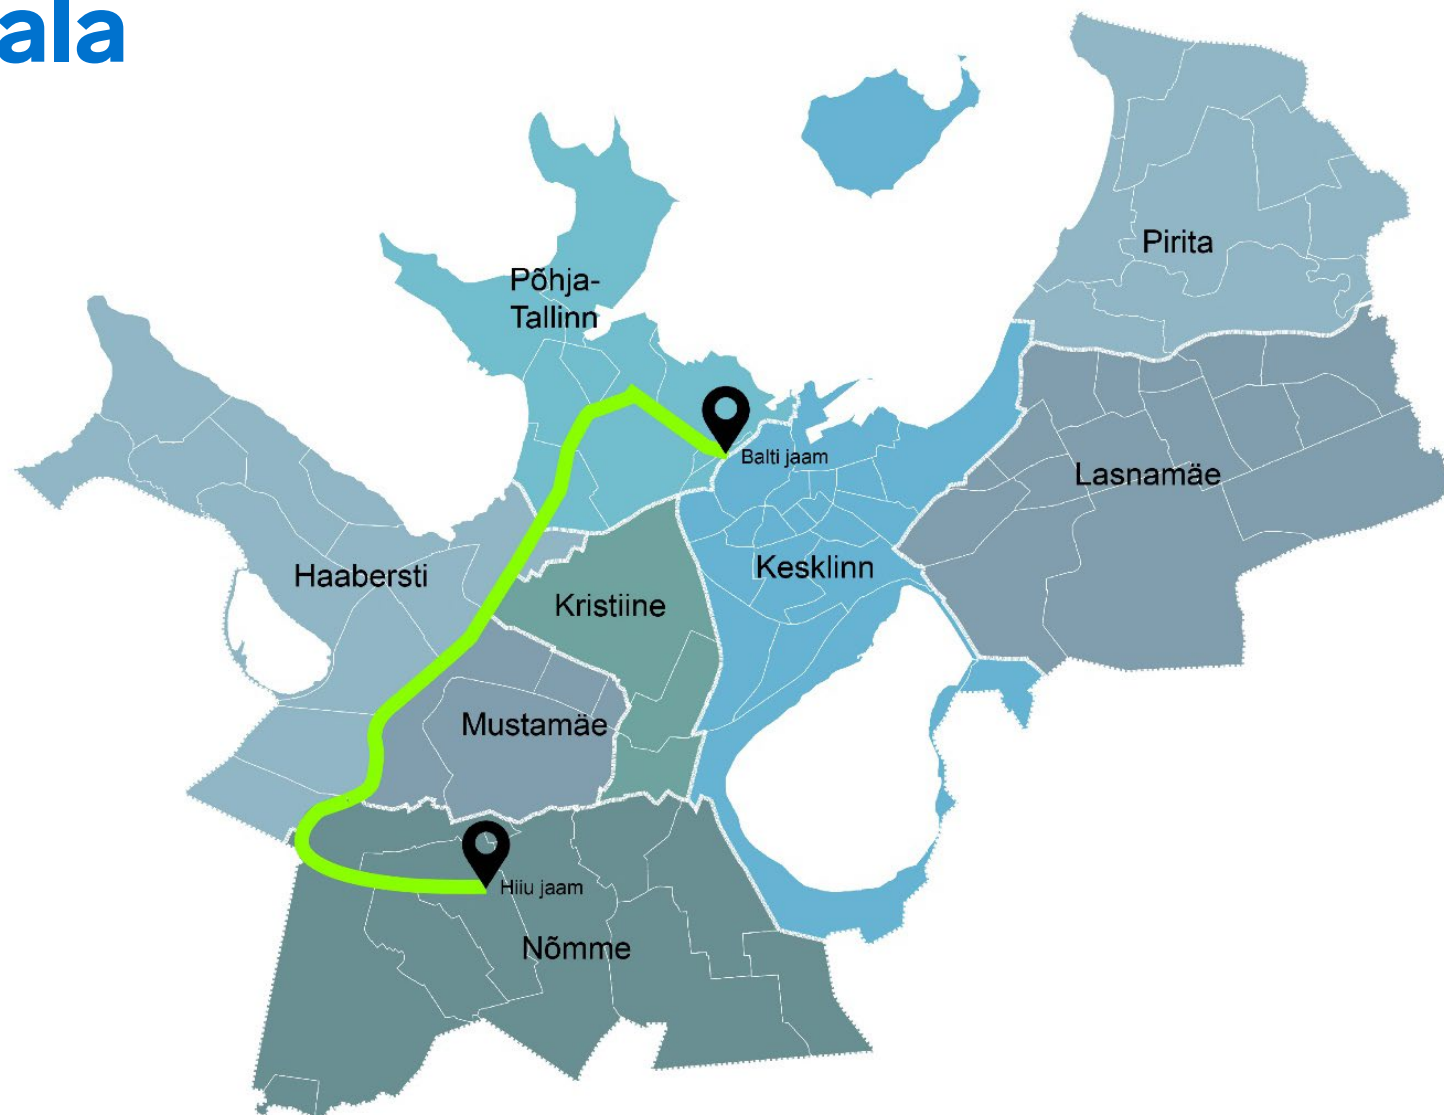 ala
Pirita
Põhja-
Tallinn
Balti jaam
Lasnamäe
Haabersti
Kesklinn
Kristiine
Mustamäe
Hiiu jaam
Nõmme